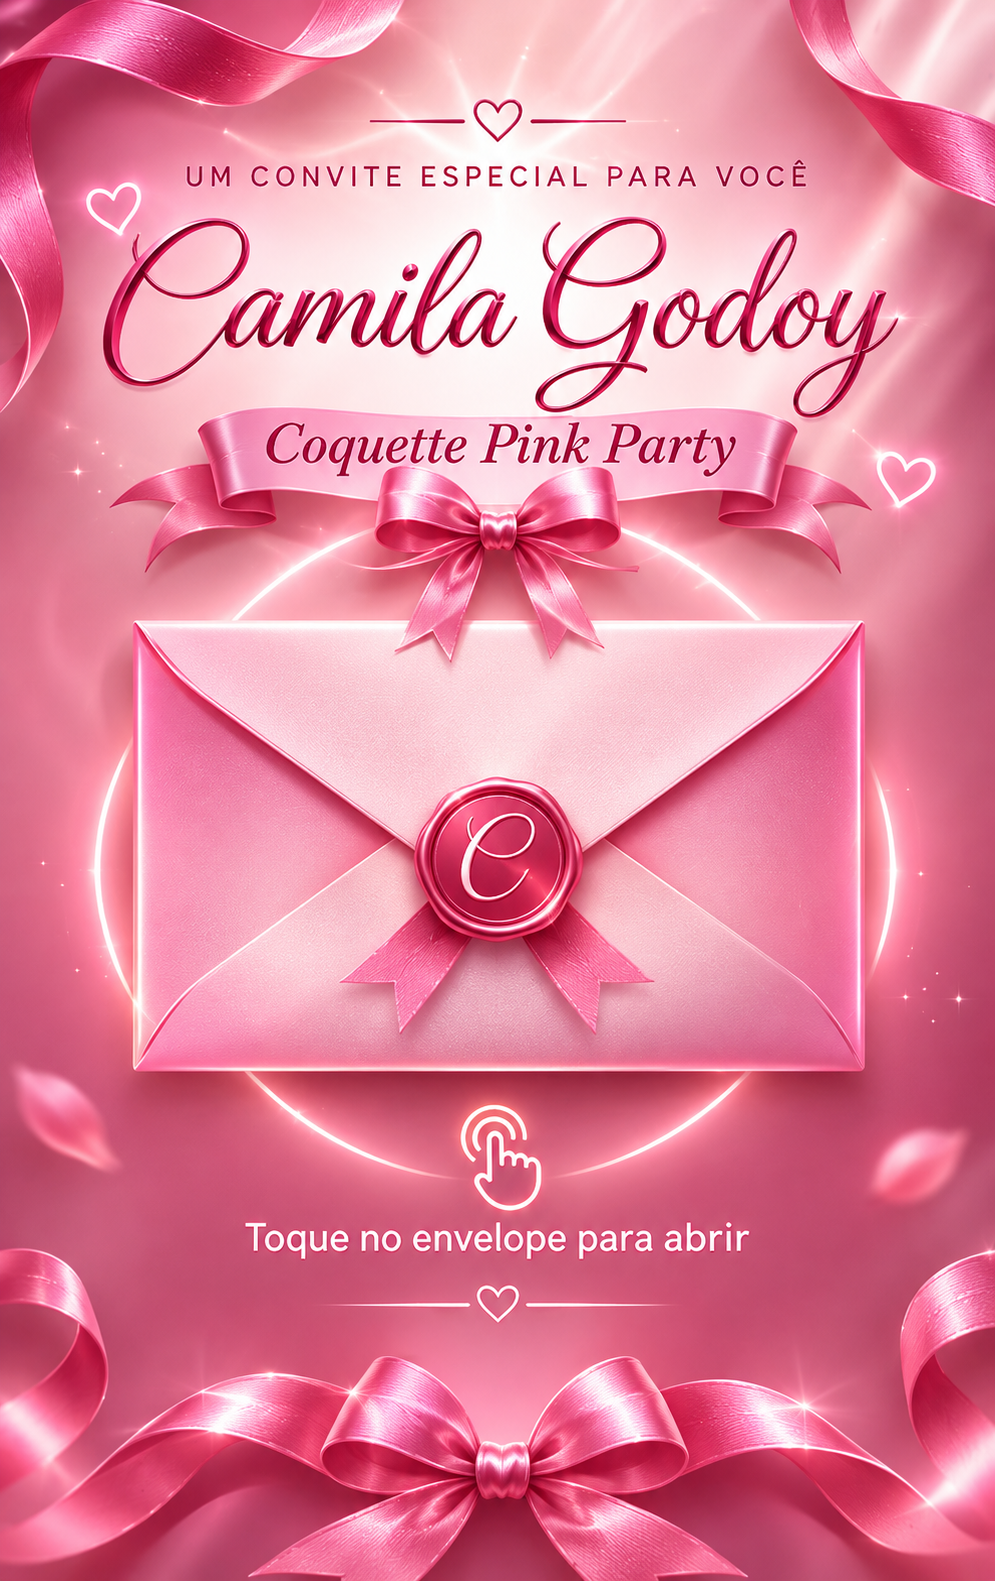 UM CONVITE ESPECIAL PARA VOCÊ
Camila Godoy
Coquette Pink Party
C
Toque no envelope para abrir